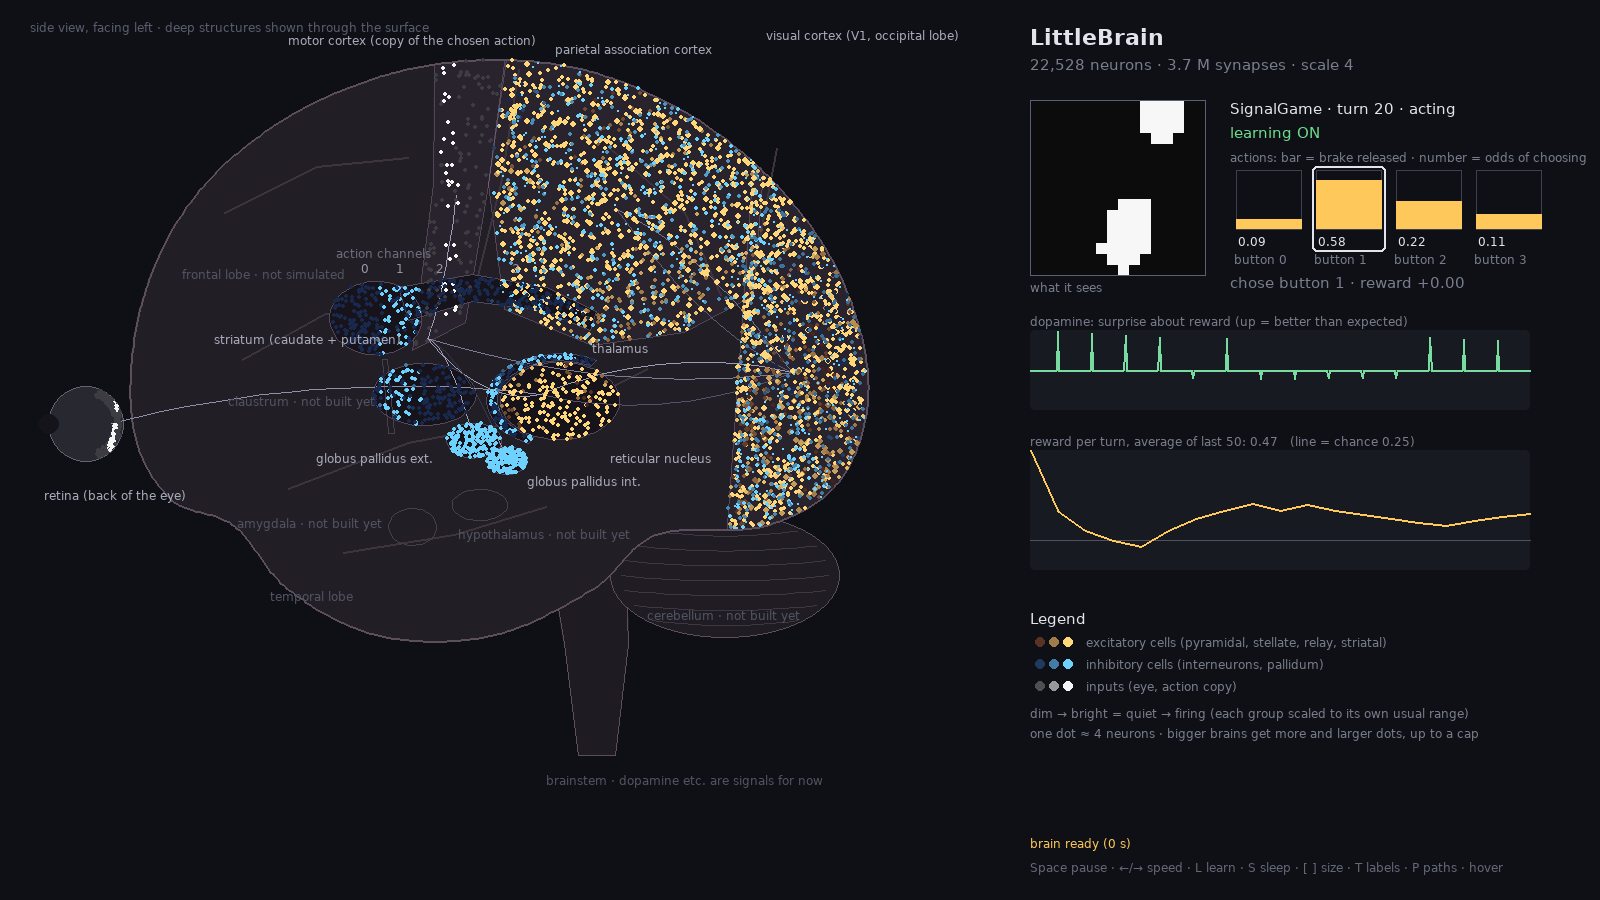 side view, facing left · deep structures shown through the surface
motor cortex (copy of the chosen action)
parietal association cortex
visual cortex (V1, occipital lobe)
action channels
0 1 2
frontal lobe · not simulated
striatum (caudate + putamen)
thalamus
claustrum · not built yet
globus pallidus ext.
reticular nucleus
globus pallidus int.
retina (back of the eye)
amygdala · not built yet
hypothalamus · not built yet
temporal lobe
cerebellum · not built yet
brainstem · dopamine etc. are signals for now
LittleBrain
22,528 neurons · 3.7 M synapses · scale 4
what it sees
SignalGame · turn 20 · acting
learning ON
actions: bar = brake released · number = odds of choosing
0.09 0.58 0.22 0.11
button 0 button 1 button 2 button 3
chose button 1 · reward +0.00
dopamine: surprise about reward (up = better than expected)
reward per turn, average of last 50: 0.47 (line = chance 0.25)
Legend
excitatory cells (pyramidal, stellate, relay, striatal)
inhibitory cells (interneurons, pallidum)
inputs (eye, action copy)
dim → bright = quiet → firing (each group scaled to its own usual range)
one dot ≈ 4 neurons · bigger brains get more and larger dots, up to a cap
brain ready (0 s)
Space pause · ←/→ speed · L learn · S sleep · [ ] size · T labels · P paths · hover